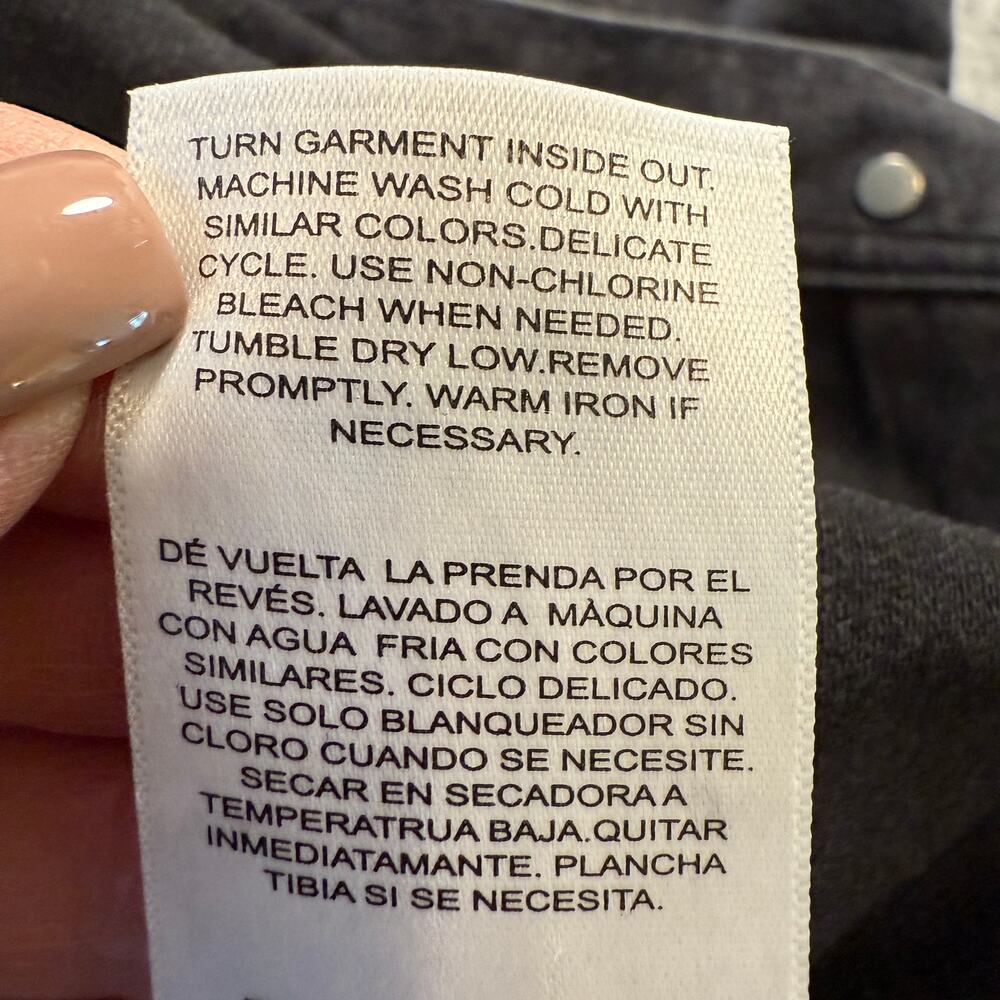 TURN GARMENT INSIDE OUT.
MACHINE WASH COLD WITH
SIMILAR COLORS.DELICATE
CYCLE. USE NON-CHLORINE
BLEACH WHEN NEEDED.
TUMBLE DRY LOW.REMOVE
PROMPTLY. WARM IRON IF
NECESSARY.
DÉ VUELTA LA PRENDA POR EL
REVÉS. LAVADO A MÀQUINA
CON AGUA FRIA CON COLORES
SIMILARES. CICLO DELICADO.
USE SOLO BLANQUEADOR SIN
CLORO CUANDO SE NECESITE.
SECAR EN SECADORA A
TEMPERATRUA BAJA.QUITAR
INMEDIATAMANTE. PLANCHA
TIBIA SI SE NECESITA.